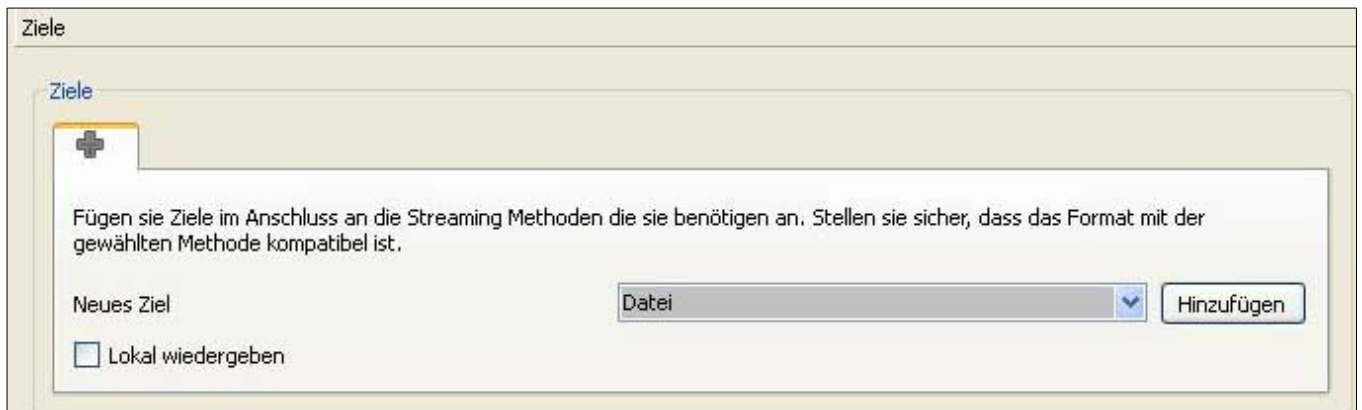 Ziele
Ziele
Fügen sie Ziele im Anschluss an die Streaming Methoden die sie benötigen an. Stellen sie sicher, dass das Format mit der
gewählten Methode kompatibel ist.
Neues Ziel
Datei
Hinzufügen
Lokal wiedergeben